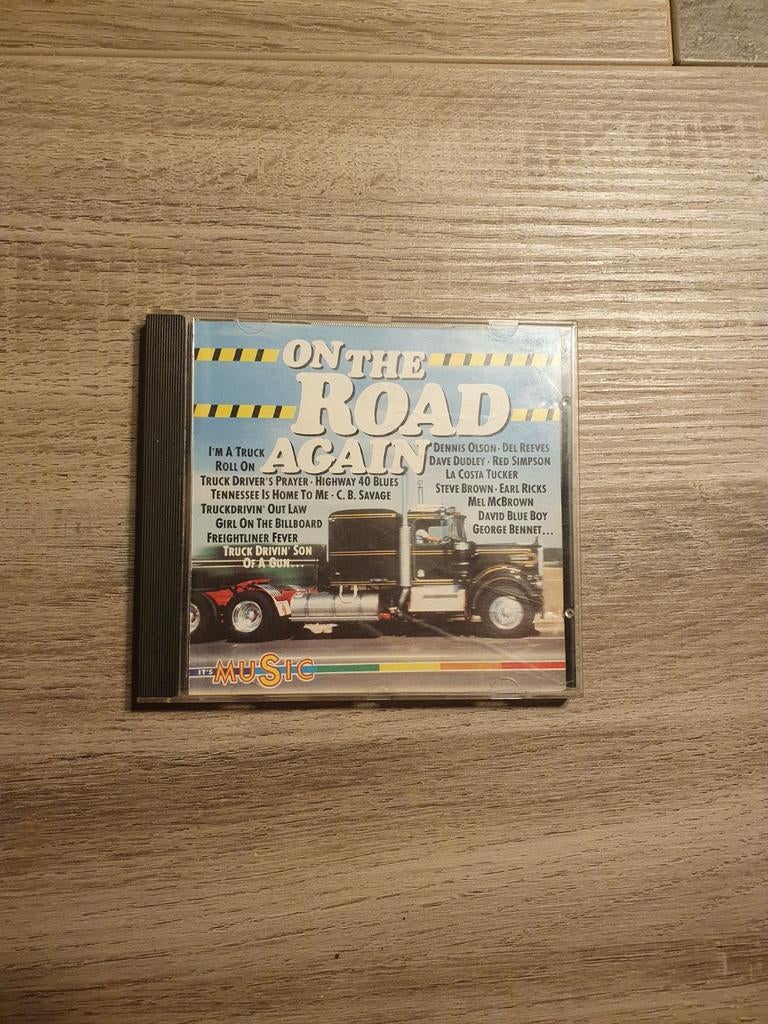 ON THE
ROAD
AGAIN
I'M A TRUCK
ROLL ON
TRUCK DRIVER'S PRAYER · HIGHWAY 40 BLUES
TENNESSEE IS HOME TO ME · C. B. SAVAGE
TRUCKDRIVIN' OUT LAW
GIRL ON THE BILLBOARD
FREIGHTLINER FEVER
TRUCK DRIVIN' SON
OF A GUN...
DENNIS OLSON · DEL REEVES
DAVE DUDLEY · RED SIMPSON
LA COSTA TUCKER
STEVE BROWN · EARL RICKS
MEL MCBROWN
DAVID BLUE BOY
GEORGE BENNET...
IT'S MUSIC